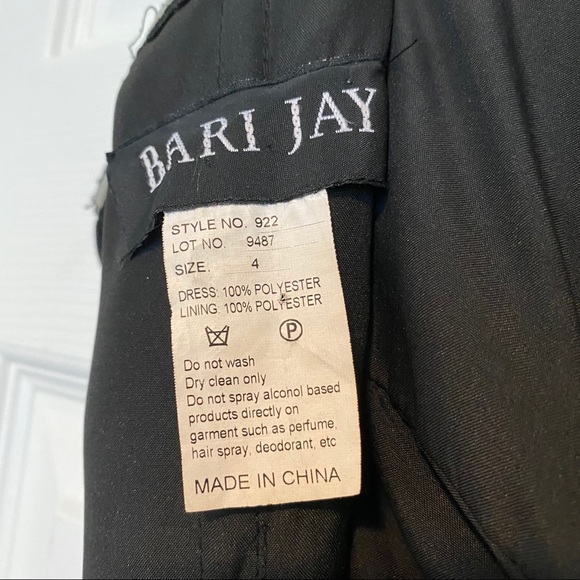 BARI JAY
STYLE NO. 922
LOT NO. 9487
SIZE. 4
DRESS: 100% POLYESTER
LINING: 100% POLYESTER
P
Do not wash
Dry clean only
Do not spray alconol based
products directly on
garment such as perfume,
hair spray, deodorant, etc
MADE IN CHINA